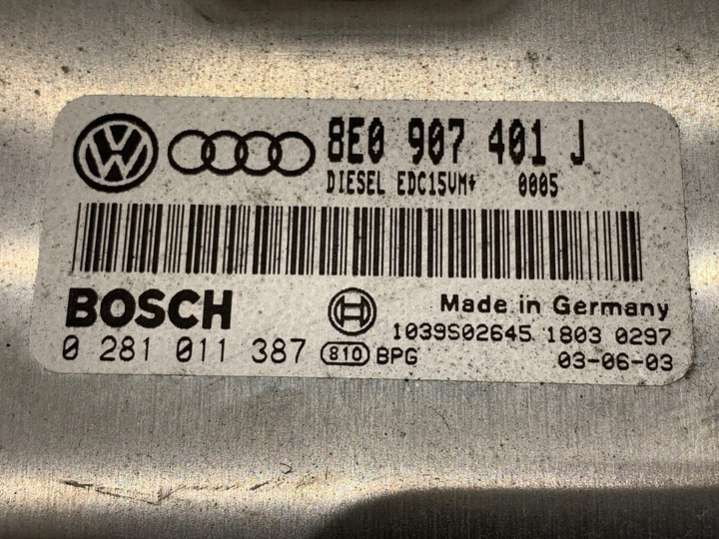 8E0 907 401 J
DIESEL EDC15VM+ 0005
BOSCH
Made in Germany
1039S02645 1803 0297
0 281 011 387 810 BPG 03-06-03